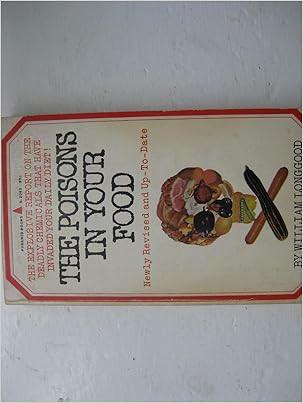 THE EXPLOSIVE REPORT ON THE
DEADLY CHEMICALS THAT HAVE
INVADED YOUR DAILY DIET!
THE POISONS
IN YOUR
FOOD
Newly Revised and Up-To-Date
BY WILLIAM LONGGOOD